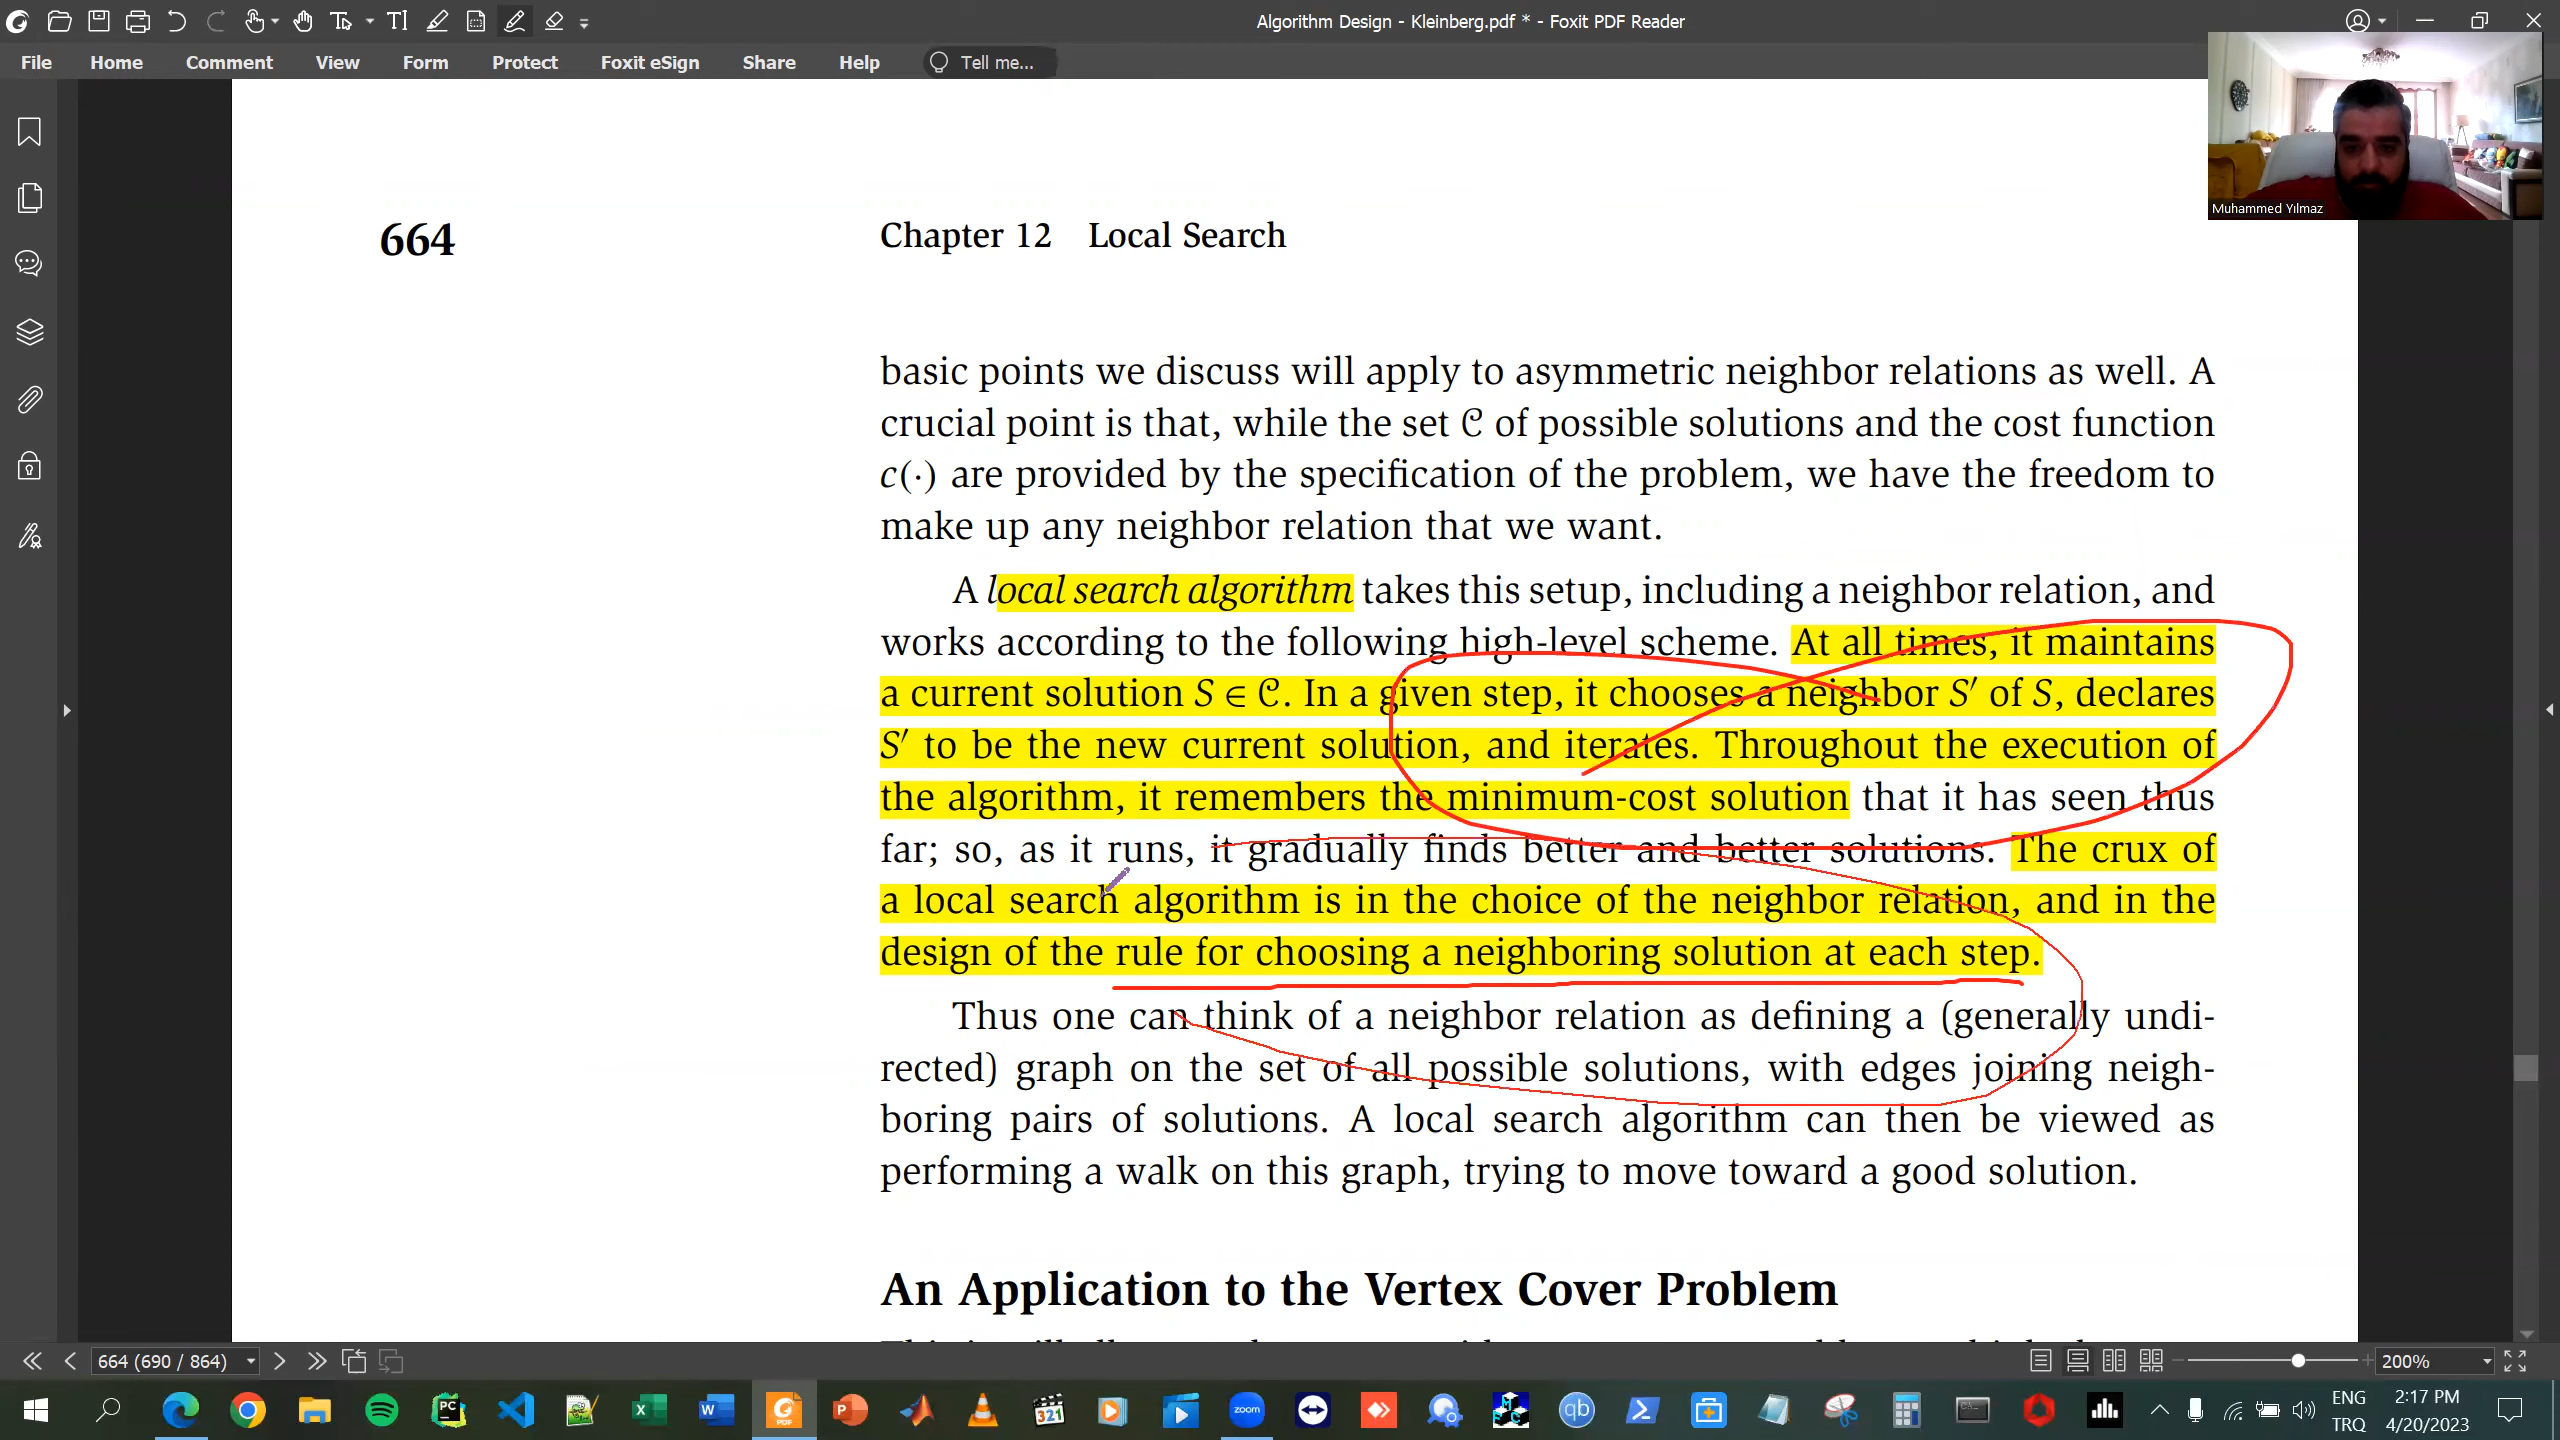 Algorithm Design - Kleinberg.pdf * - Foxit PDF Reader
File Home Comment View Form Protect Foxit eSign Share Help Tell me...
Muhammed Yılmaz
664 Chapter 12 Local Search
basic points we discuss will apply to asymmetric neighbor relations as well. A
crucial point is that, while the set C of possible solutions and the cost function
c(·) are provided by the specification of the problem, we have the freedom to
make up any neighbor relation that we want.
A local search algorithm takes this setup, including a neighbor relation, and
works according to the following high-level scheme. At all times, it maintains
a current solution S ∈ C. In a given step, it chooses a neighbor S′ of S, declares
S′ to be the new current solution, and iterates. Throughout the execution of
the algorithm, it remembers the minimum-cost solution that it has seen thus
far; so, as it runs, it gradually finds better and better solutions. The crux of
a local search algorithm is in the choice of the neighbor relation, and in the
design of the rule for choosing a neighboring solution at each step.
Thus one can think of a neighbor relation as defining a (generally undi-
rected) graph on the set of all possible solutions, with edges joining neigh-
boring pairs of solutions. A local search algorithm can then be viewed as
performing a walk on this graph, trying to move toward a good solution.
An Application to the Vertex Cover Problem
664 (690 / 864) 200%
PC 321 PDF zoom qb
ENG 2:17 PM
TRQ 4/20/2023